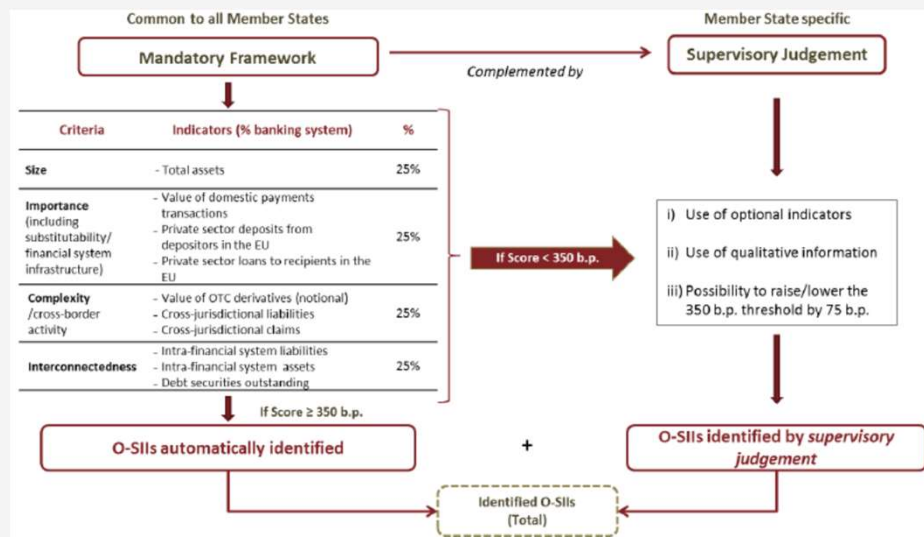 Common to all Member States
Member State specific
Mandatory Framework
Complemented by
Supervisory Judgement
Criteria Indicators (% banking system) %
Size - Total assets 25%
Importance
(including
substitutability/
financial system
infrastructure)
- Value of domestic payments
transactions
- Private sector deposits from
depositors in the EU
- Private sector loans to recipients in the
EU
25%
Complexity
/cross-border
activity
- Value of OTC derivatives (notional)
- Cross-jurisdictional liabilities
- Cross-jurisdictional claims
25%
Interconnectedness
- Intra-financial system liabilities
- Intra-financial system assets
- Debt securities outstanding
25%
If Score < 350 b.p.
i) Use of optional indicators
ii) Use of qualitative information
iii) Possibility to raise/lower the
350 b.p. threshold by 75 b.p.
If Score ≥ 350 b.p.
O-SIIs automatically identified
+
O-SIIs identified by supervisory
judgement
Identified O-SIIs
(Total)